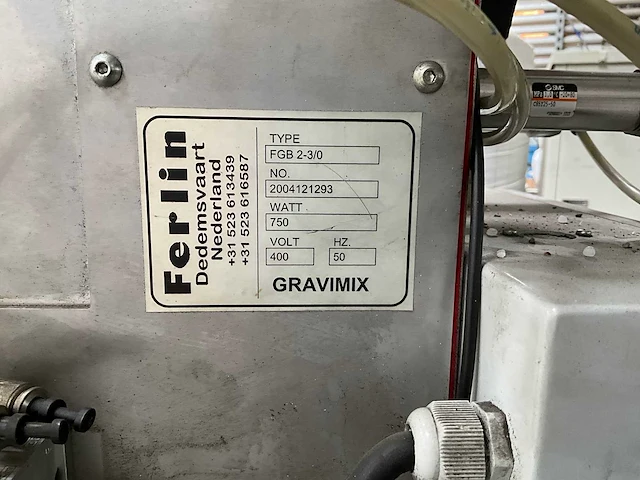 Ferlin
Dedemsvaart
Nederland
+31 523 613439
+31 523 616587
TYPE
FGB 2-3/0
NO.
2004121293
WATT
750
VOLT HZ.
400 50
GRAVIMIX
SMC